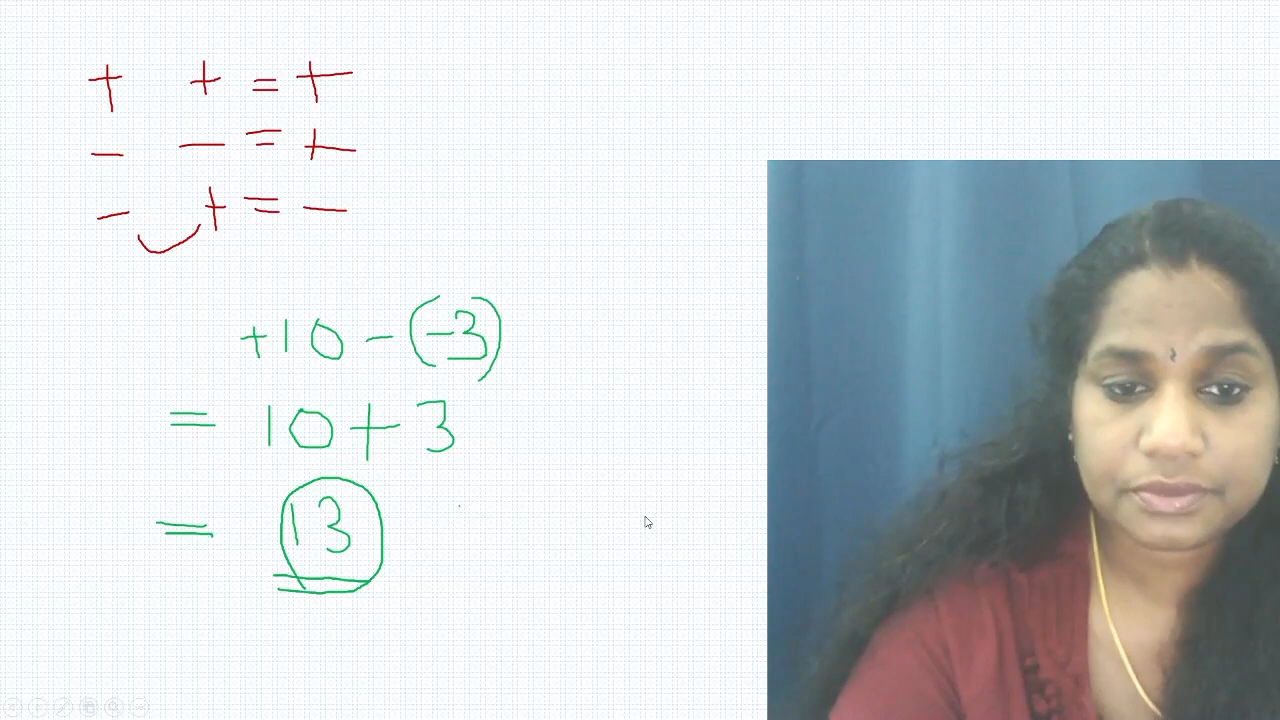 + + = +
- - = +
- + = -
+10 - (-3)
= 10 + 3
= 13